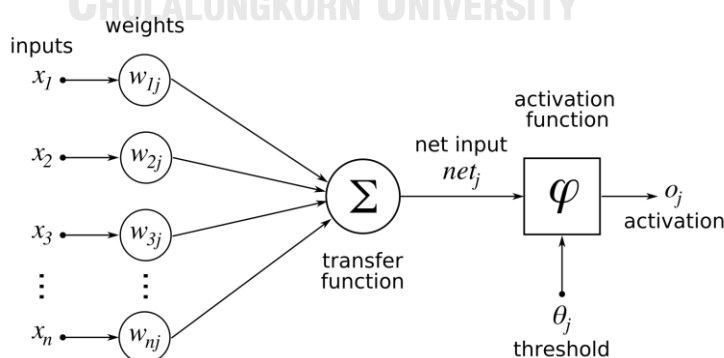 CHULALONGKORN UNIVERSITY
weights
inputs
x₁
w₁ⱼ
activation
function
x₂
w₂ⱼ
net input
netⱼ
Σ
φ
oⱼ
activation
x₃
w₃ⱼ
transfer
function
⋮
⋮
θⱼ
threshold
xₙ
wₙⱼ